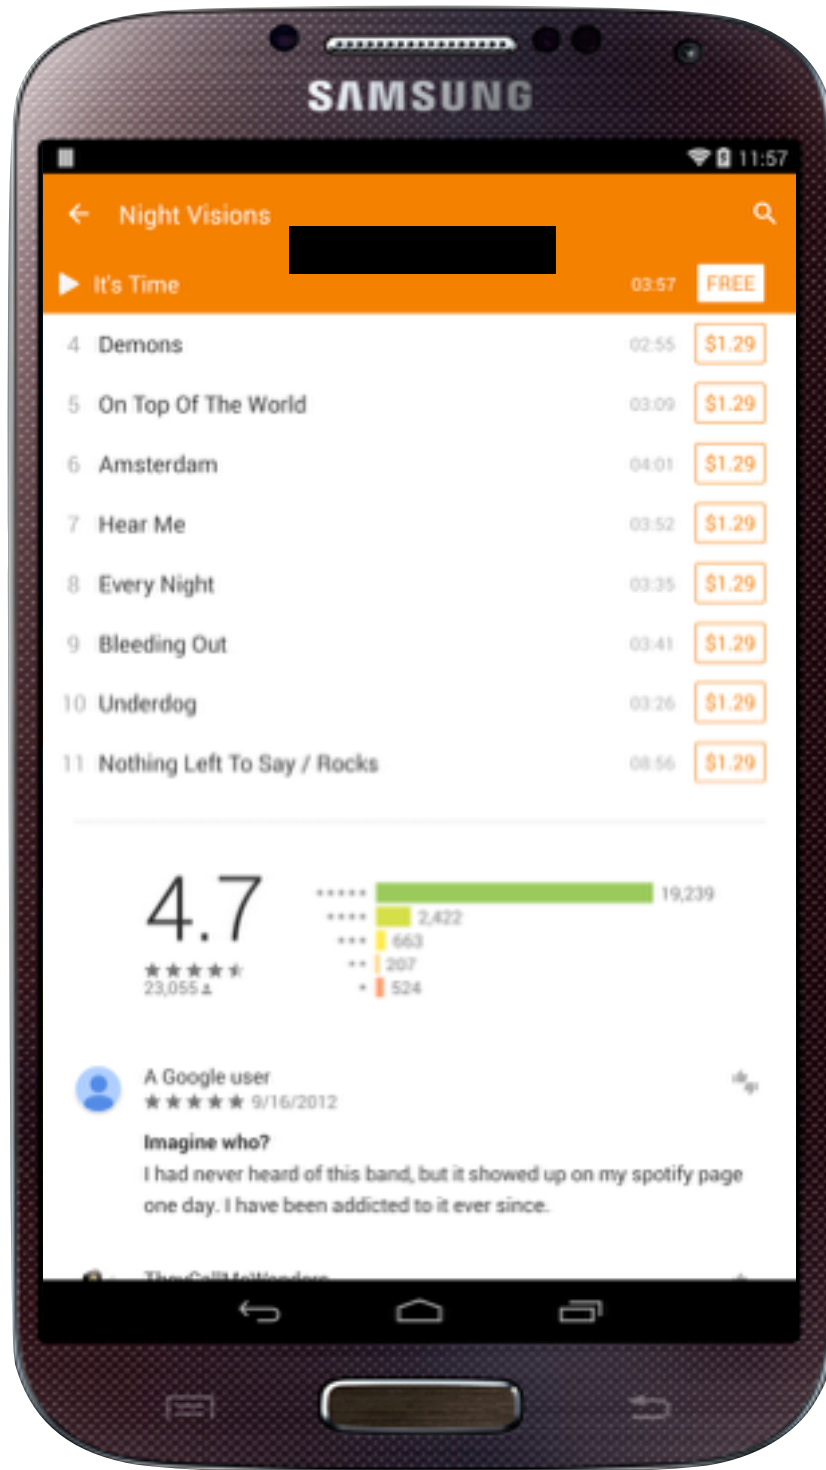 SAMSUNG
11:57
Night Visions
It's Time 03:57 FREE
4 Demons 02:55 $1.29
5 On Top Of The World 03:09 $1.29
6 Amsterdam 04:01 $1.29
7 Hear Me 03:52 $1.29
8 Every Night 03:35 $1.29
9 Bleeding Out 03:41 $1.29
10 Underdog 03:26 $1.29
11 Nothing Left To Say / Rocks 08:56 $1.29
4.7
19,239
2,422
663
207
524
23,055
A Google user
9/16/2012
Imagine who?
I had never heard of this band, but it showed up on my spotify page
one day. I have been addicted to it ever since.